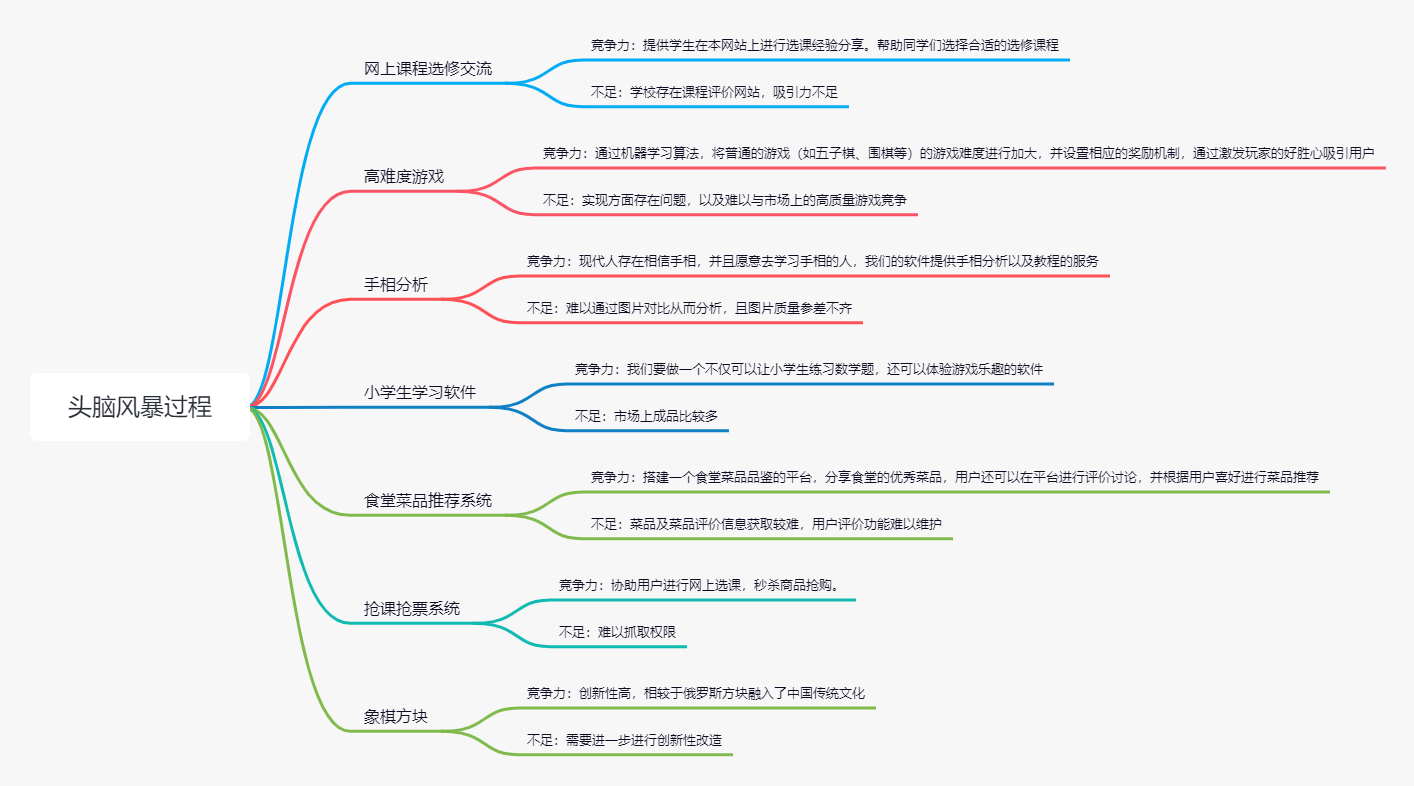 头脑风暴过程
网上课程选修交流
竞争力：提供学生在本网站上进行选课经验分享。帮助同学们选择合适的选修课程
不足：学校存在课程评价网站，吸引力不足
高难度游戏
竞争力：通过机器学习算法，将普通的游戏（如五子棋、围棋等）的游戏难度进行加大，并设置相应的奖励机制，通过激发玩家的好胜心吸引用户
不足：实现方面存在问题，以及难以与市场上的高质量游戏竞争
手相分析
竞争力：现代人存在相信手相，并且愿意去学习手相的人，我们的软件提供手相分析以及教程的服务
不足：难以通过图片对比从而分析，且图片质量参差不齐
小学生学习软件
竞争力：我们要做一个不仅可以让小学生练习数学题，还可以体验游戏乐趣的软件
不足：市场上成品比较多
食堂菜品推荐系统
竞争力：搭建一个食堂菜品品鉴的平台，分享食堂的优秀菜品，用户还可以在平台进行评价讨论，并根据用户喜好进行菜品推荐
不足：菜品及菜品评价信息获取较难，用户评价功能难以维护
抢课抢票系统
竞争力：协助用户进行网上选课，秒杀商品抢购。
不足：难以抓取权限
象棋方块
竞争力：创新性高，相较于俄罗斯方块融入了中国传统文化
不足：需要进一步进行创新性改造